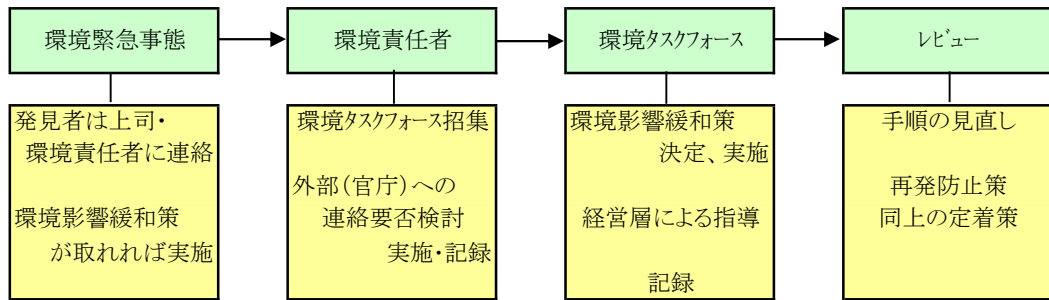 環境緊急事態
環境責任者
環境ﾀｽｸﾌｫｰｽ
ﾚﾋﾞｭｰ
発見者は上司・
環境責任者に連絡
環境影響緩和策
が取れれば実施
環境ﾀｽｸﾌｫｰｽ招集
外部(官庁)への
連絡要否検討
実施・記録
環境影響緩和策
決定、実施
経営層による指導
記録
手順の見直し
再発防止策
同上の定着策